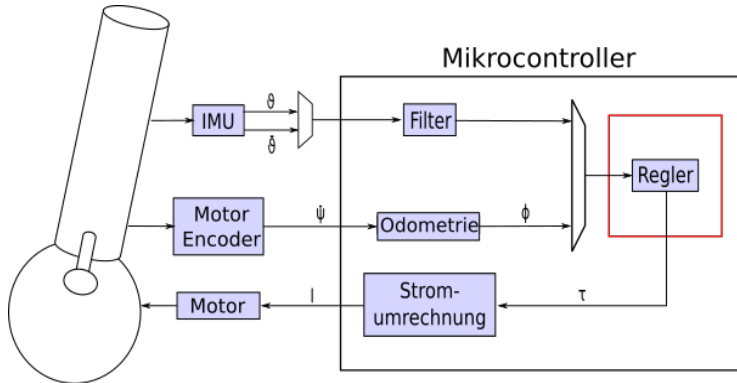 Mikrocontroller
ϑ
IMU
ϑ̇
Filter
Regler
Motor
Encoder
ψ̇
Odometrie
ϕ
Motor
I
Strom-
umrechnung
τ